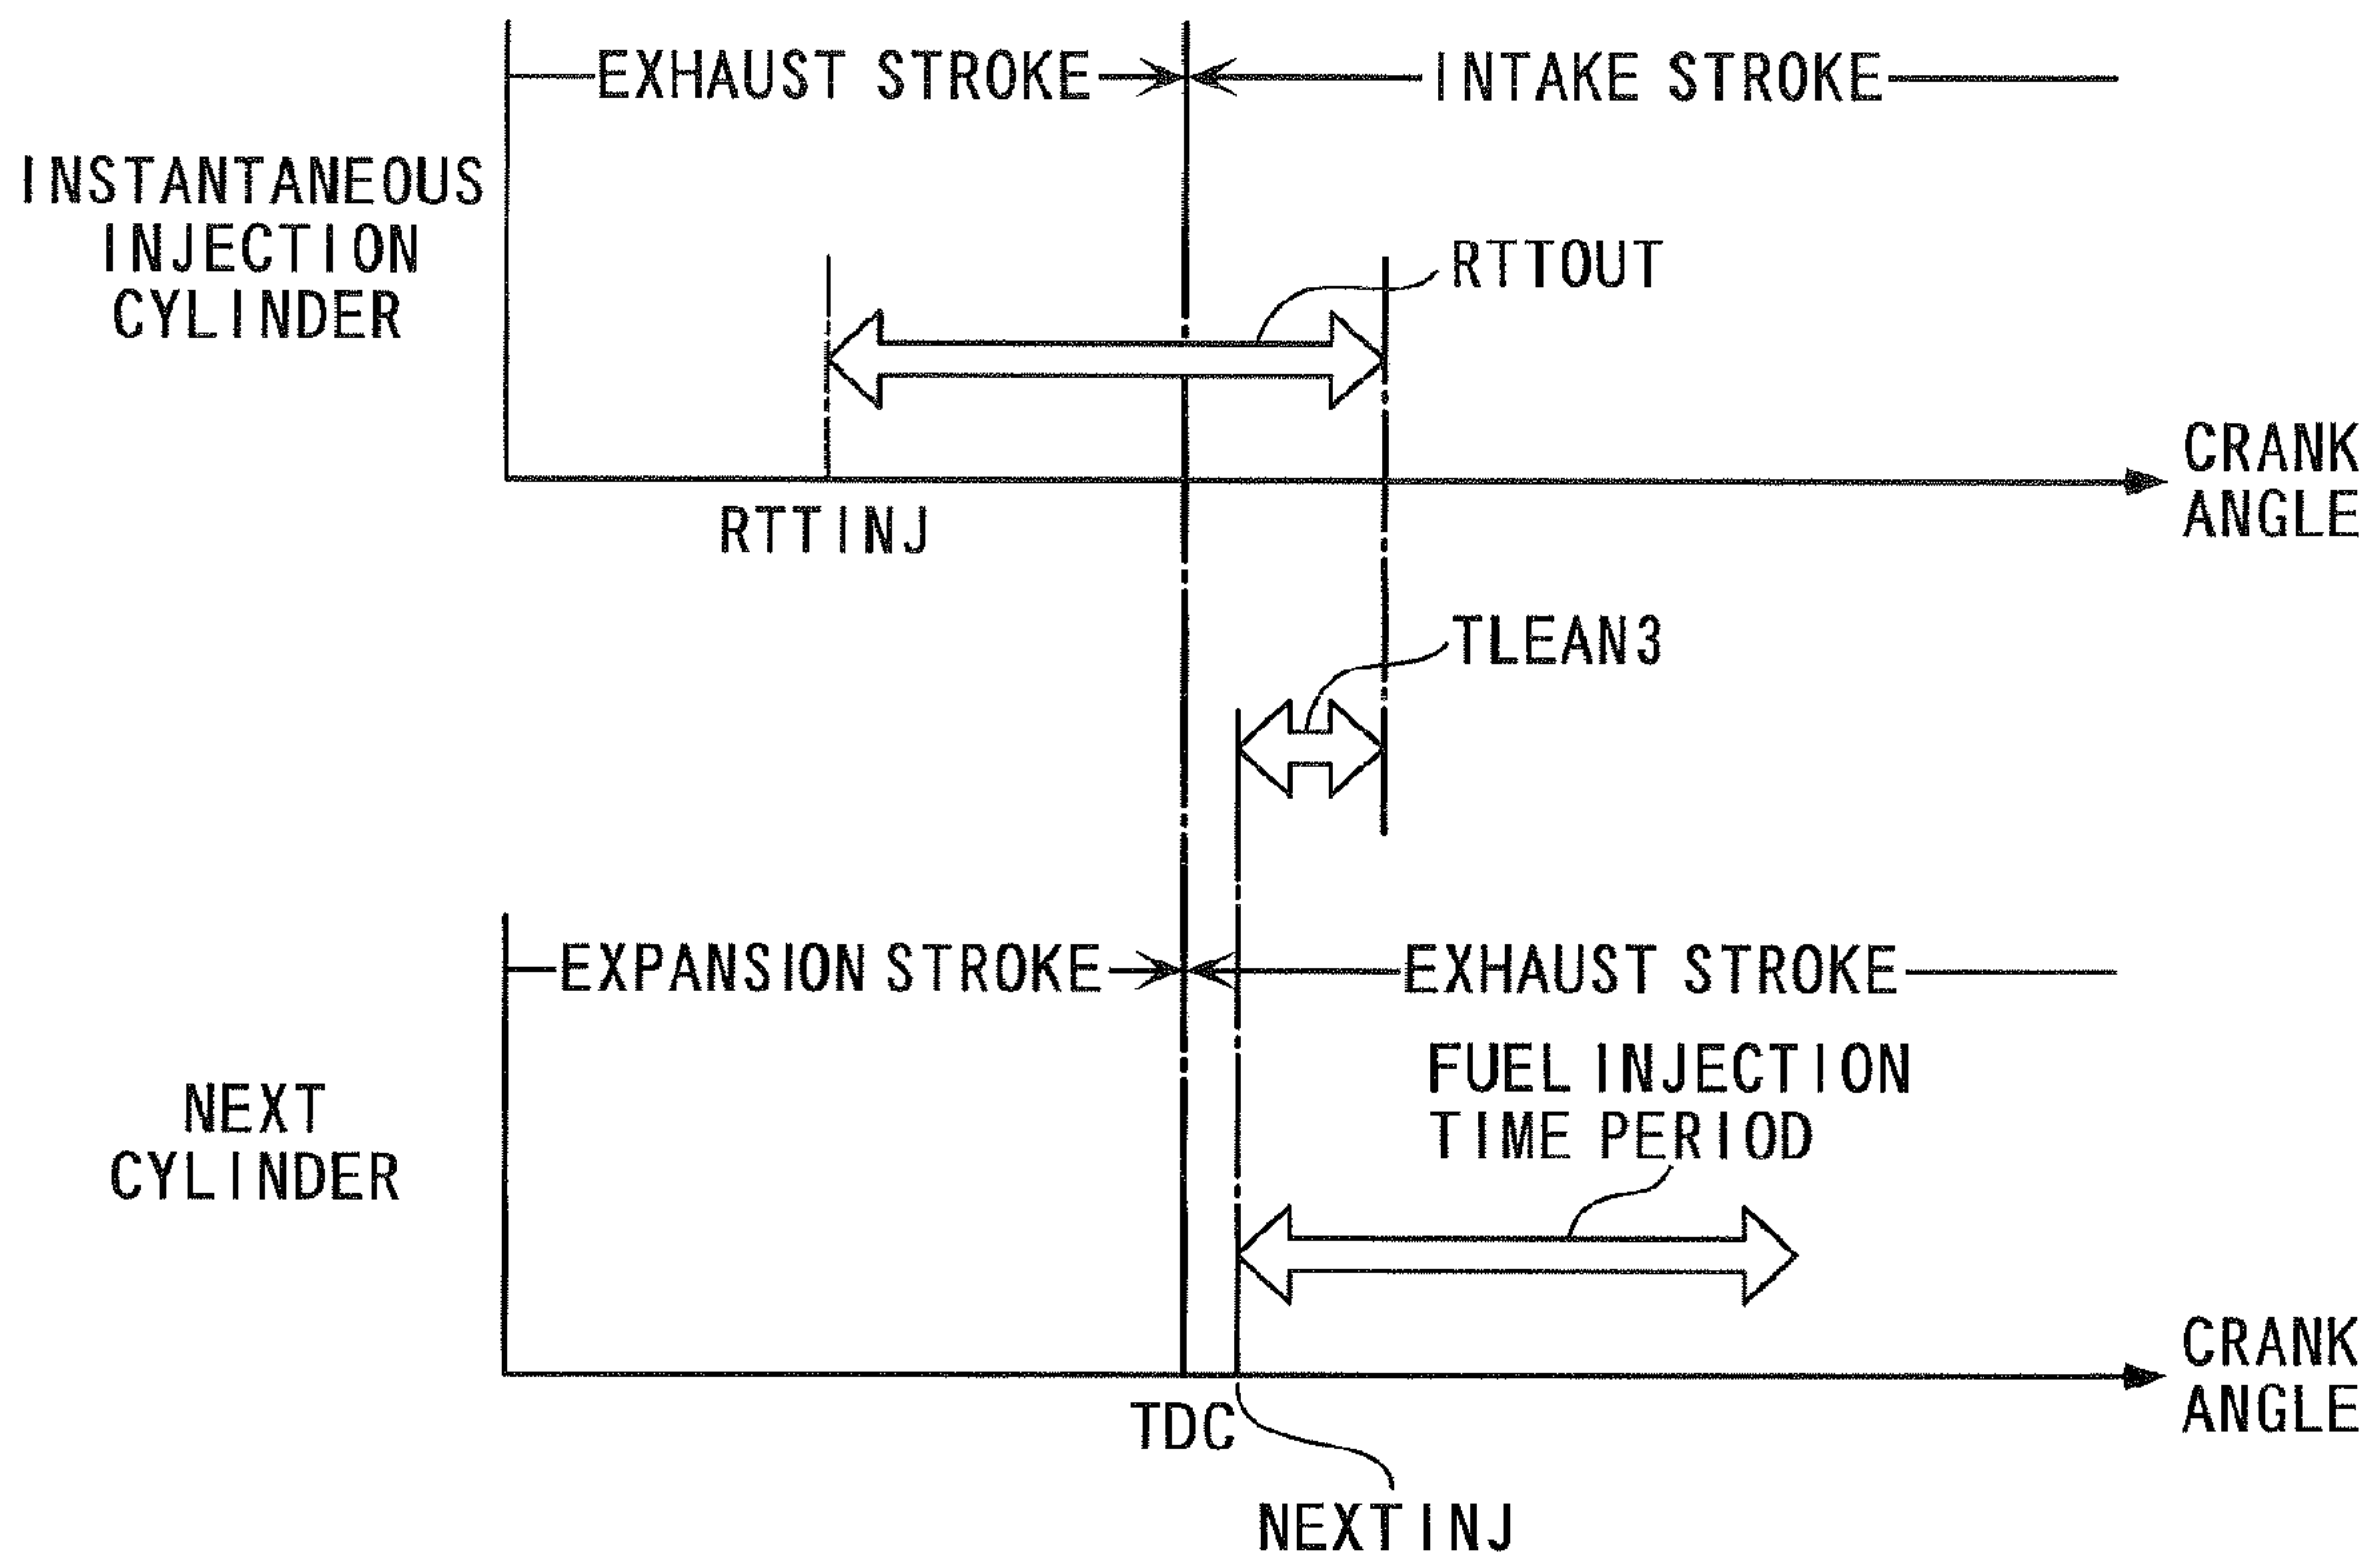 EXHAUST STROKE
INTAKE STROKE
INSTANTANEOUS
INJECTION
CYLINDER
RTTOUT
CRANK
ANGLE
RTTINJ
TLEAN3
EXPANSION STROKE
EXHAUST STROKE
FUEL INJECTION
TIME PERIOD
NEXT
CYLINDER
CRANK
ANGLE
TDC
NEXTINJ